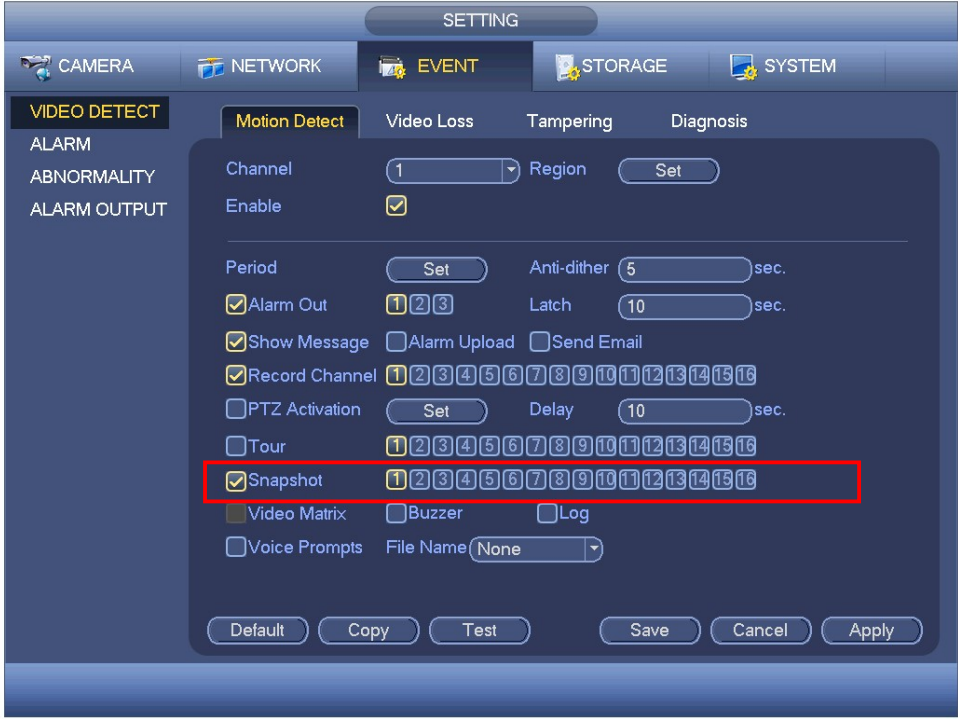 SETTING
CAMERA NETWORK EVENT STORAGE SYSTEM
VIDEO DETECT
ALARM
ABNORMALITY
ALARM OUTPUT
Motion Detect Video Loss Tampering Diagnosis
Channel 1 Region Set
Enable
Period Set Anti-dither 5 sec.
Alarm Out 1 2 3 Latch 10 sec.
Show Message Alarm Upload Send Email
Record Channel 1 2 3 4 5 6 7 8 9 10 11 12 13 14 15 16
PTZ Activation Set Delay 10 sec.
Tour 1 2 3 4 5 6 7 8 9 10 11 12 13 14 15 16
Snapshot 1 2 3 4 5 6 7 8 9 10 11 12 13 14 15 16
Video Matrix Buzzer Log
Voice Prompts File Name None
Default Copy Test Save Cancel Apply